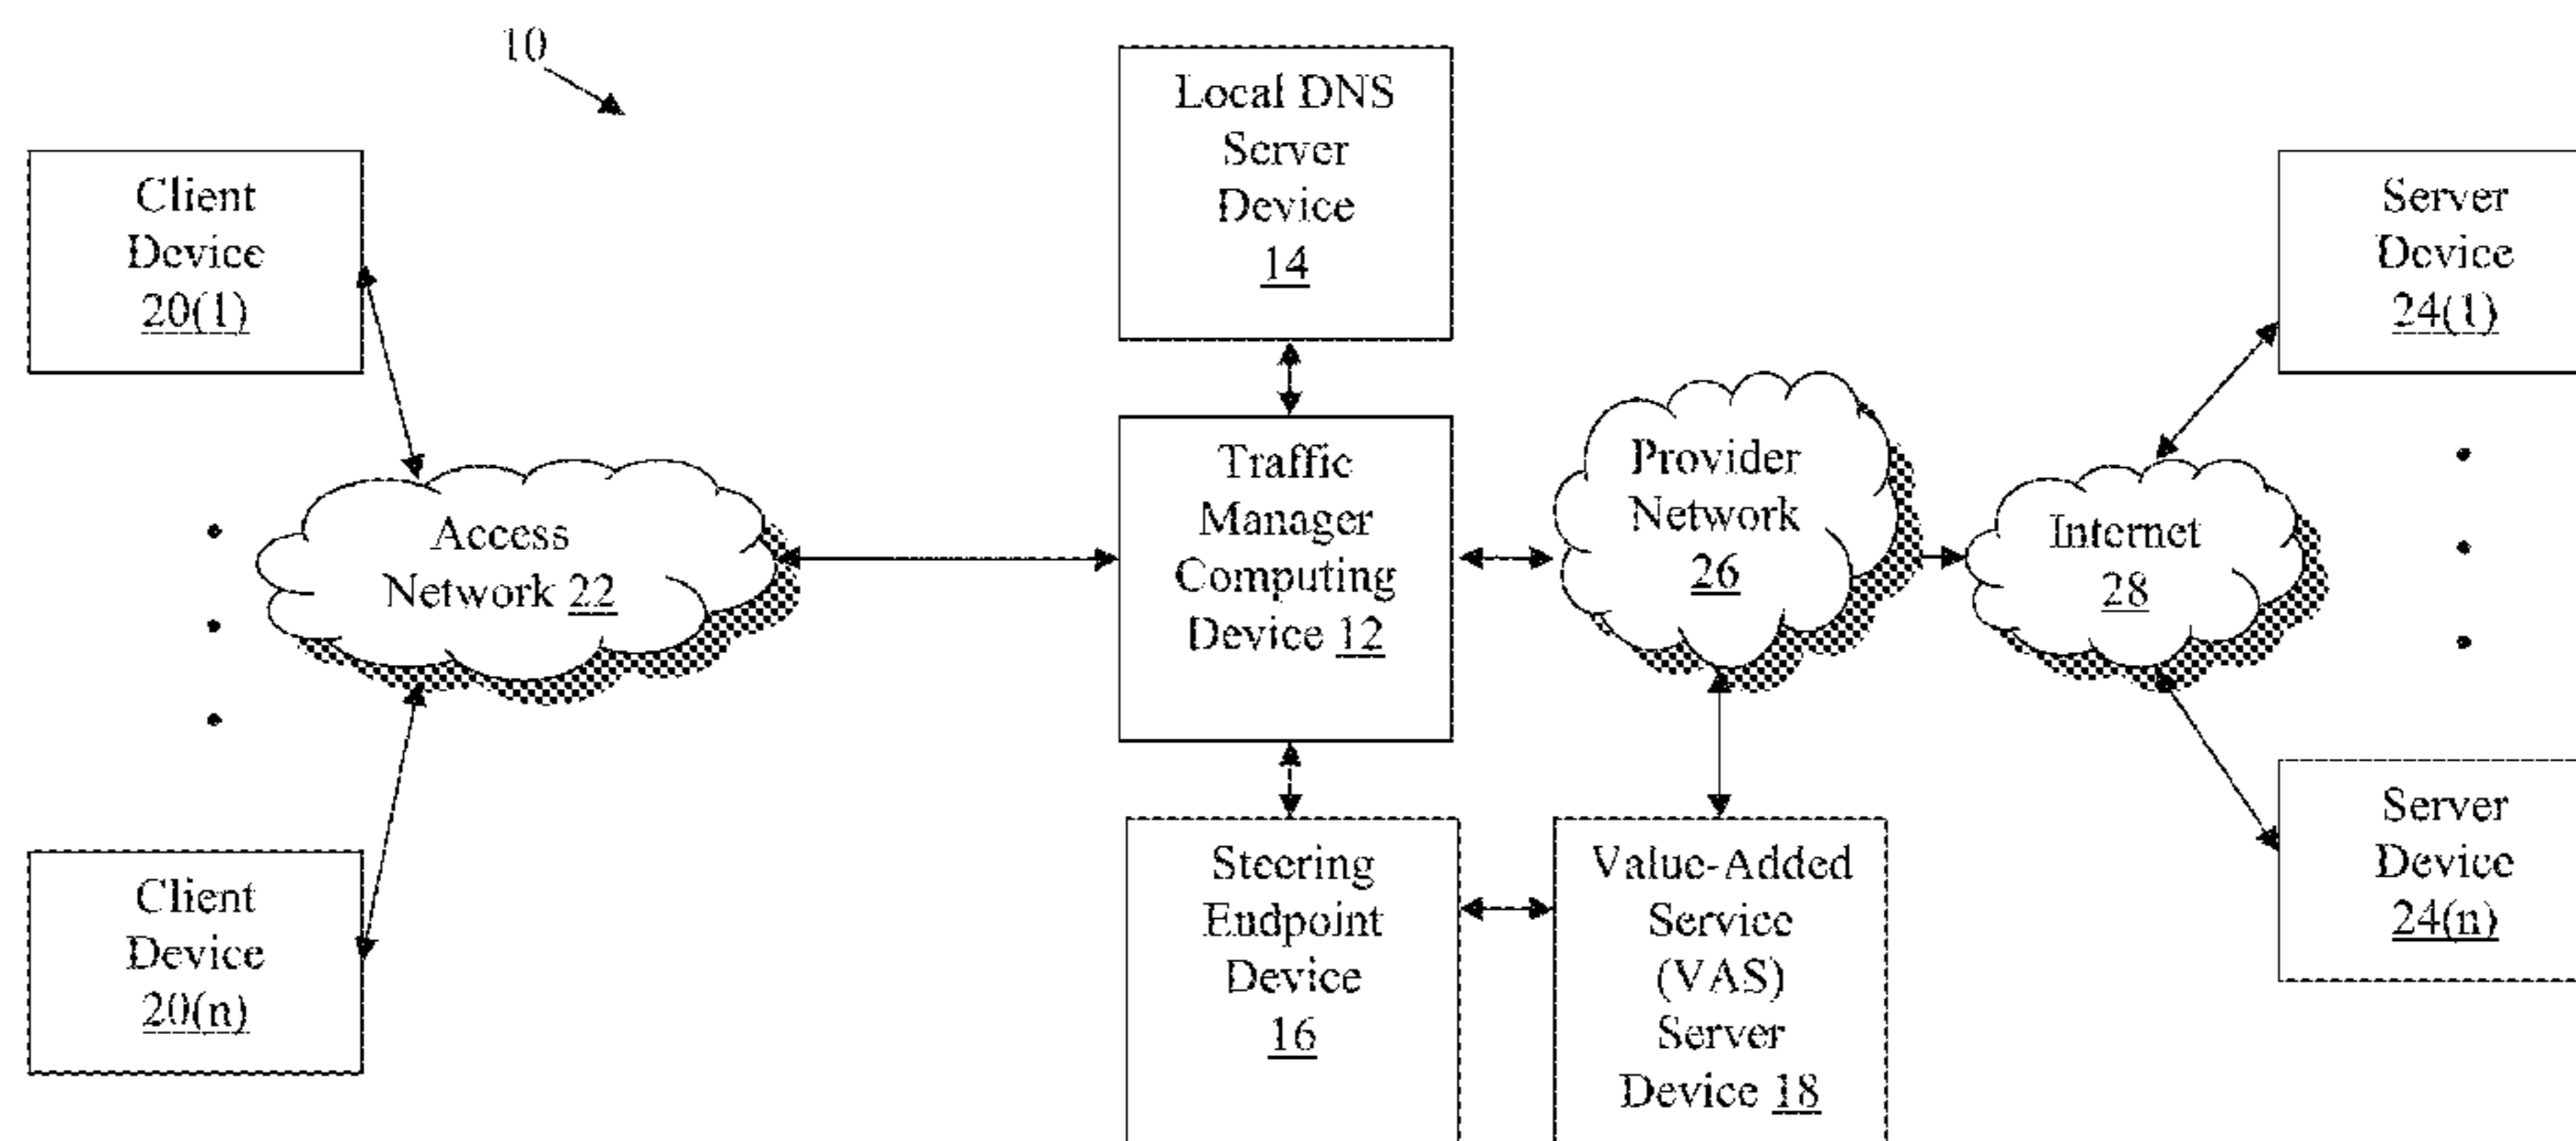 10
Client
Device
20(1)
Local DNS
Server
Device
14
Server
Device
24(1)
Access
Network 22
Traffic
Manager
Computing
Device 12
Provider
Network
26
Internet
28
Client
Device
20(n)
Steering
Endpoint
Device
16
Value-Added
Service
(VAS)
Server
Device 18
Server
Device
24(n)